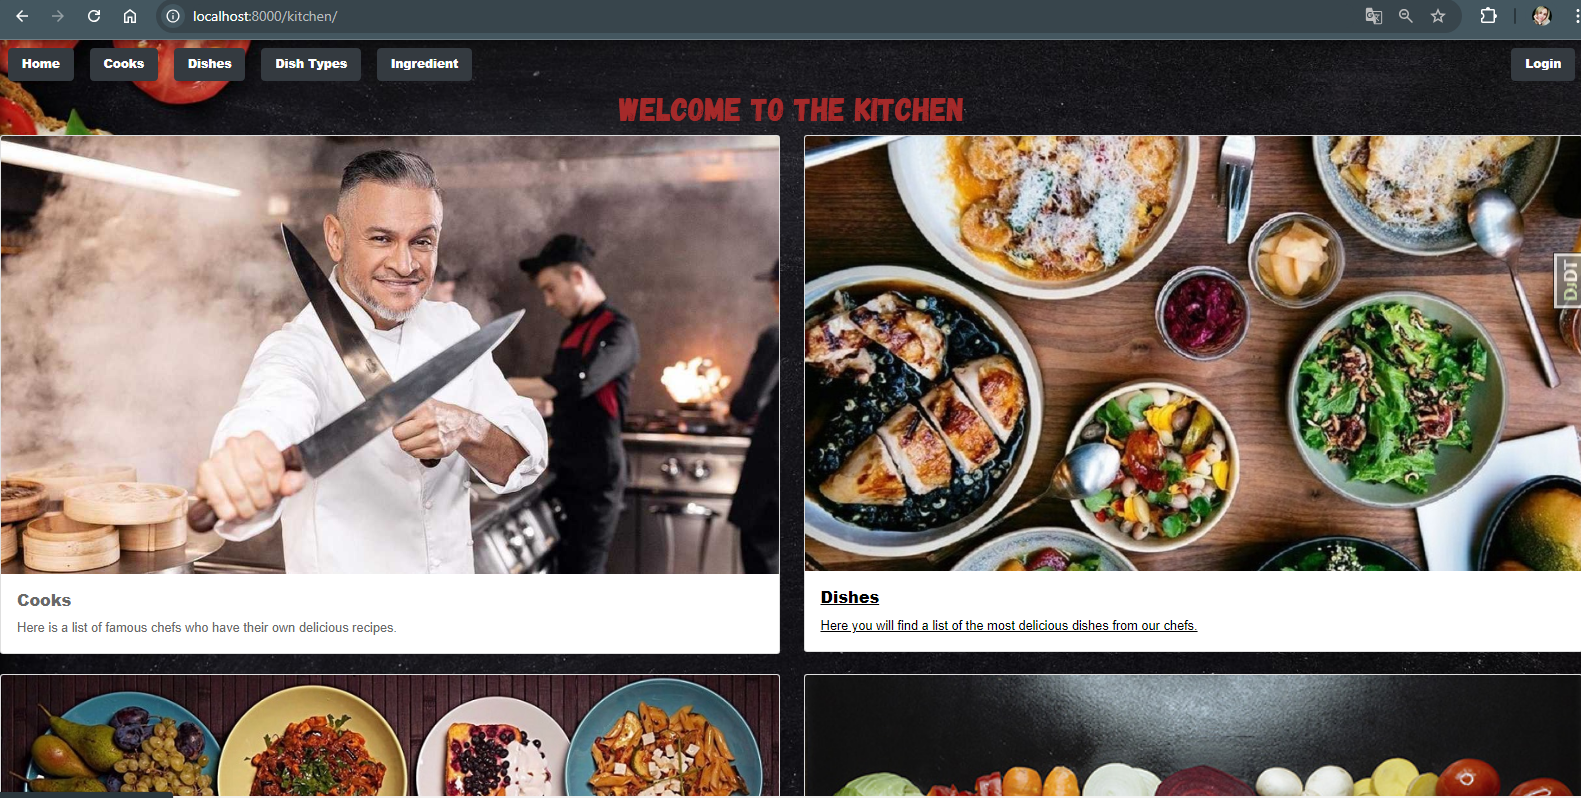 localhost:8000/kitchen/
Home Cooks Dishes Dish Types Ingredient Login
WELCOME TO THE KITCHEN
DjDT
Cooks
Here is a list of famous chefs who have their own delicious recipes.
Dishes
Here you will find a list of the most delicious dishes from our chefs.